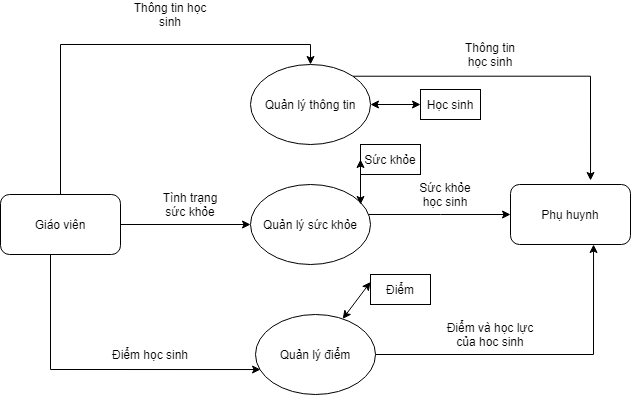 Thông tin học
sinh
Thông tin
học sinh
Quản lý thông tin
Học sinh
Sức khỏe
Tình trạng
sức khỏe
Sức khỏe
học sinh
Giáo viên
Quản lý sức khỏe
Phụ huynh
Điểm
Điểm học sinh
Quản lý điểm
Điểm và học lực
của hoc sinh